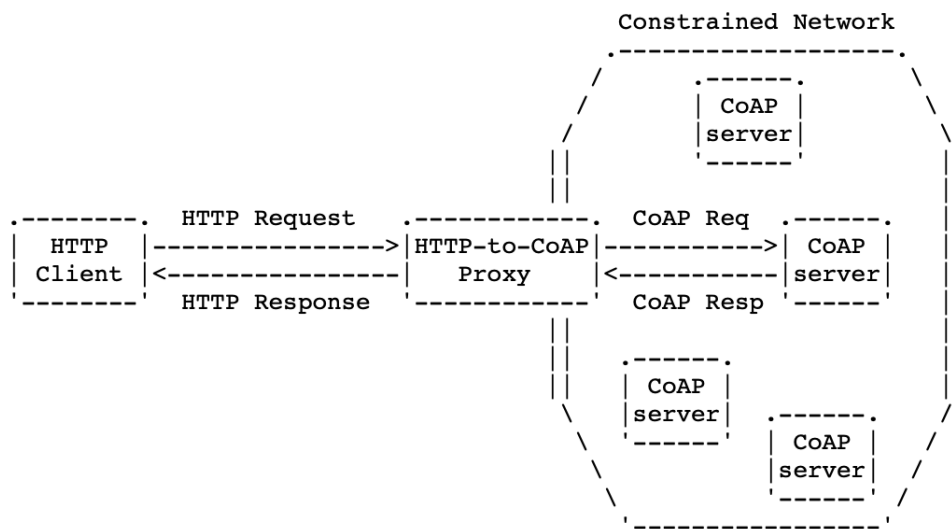 Constrained Network
CoAP
server
HTTP Request
CoAP Req
HTTP
Client
HTTP-to-CoAP
Proxy
CoAP
server
HTTP Response
CoAP Resp
CoAP
server
CoAP
server